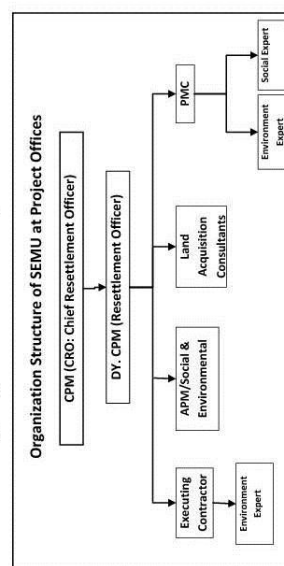 Organization Structure of SEMU at Project Offices
CPM (CRO: Chief Resettlement Officer)
DY. CPM (Resettlement Officer)
Executing
Contractor
APM/Social &
Environmental
Land
Acquisition
Consultants
PMC
Environment
Expert
Environment
Expert
Social Expert